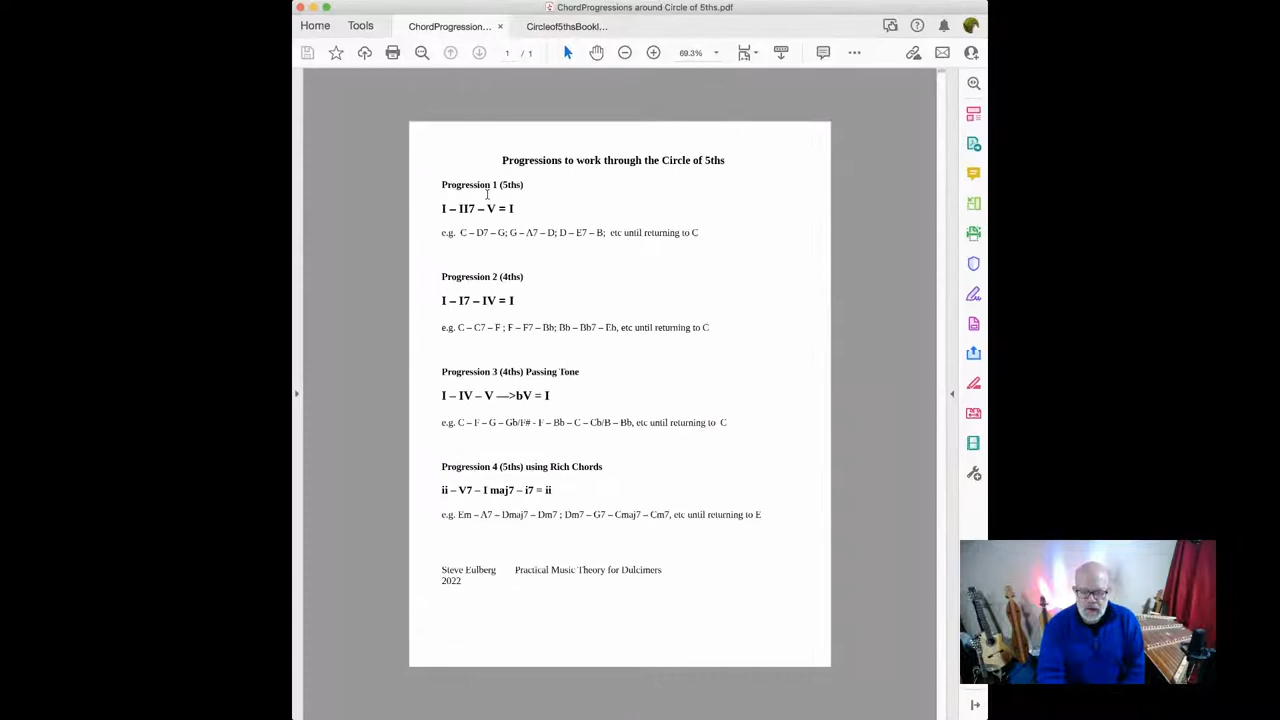 ChordProgressions around Circle of 5ths.pdf
Home Tools ChordProgression... × Circleof5thsBookl...
1 / 1 69.3%
Progressions to work through the Circle of 5ths
Progression 1 (5ths)
I – II7 – V = I
e.g. C – D7 – G; G – A7 – D; D – E7 – B; etc until returning to C
Progression 2 (4ths)
I – I7 – IV = I
e.g. C – C7 – F ; F – F7 – Bb; Bb – Bb7 – Eb, etc until returning to C
Progression 3 (4ths) Passing Tone
I – IV – V —>bV = I
e.g. C – F – G – Gb/F# - F – Bb – C – Cb/B – Bb, etc until returning to C
Progression 4 (5ths) using Rich Chords
ii – V7 – I maj7 – i7 = ii
e.g. Em – A7 – Dmaj7 – Dm7 ; Dm7 – G7 – Cmaj7 – Cm7, etc until returning to E
Steve Eulberg Practical Music Theory for Dulcimers
2022